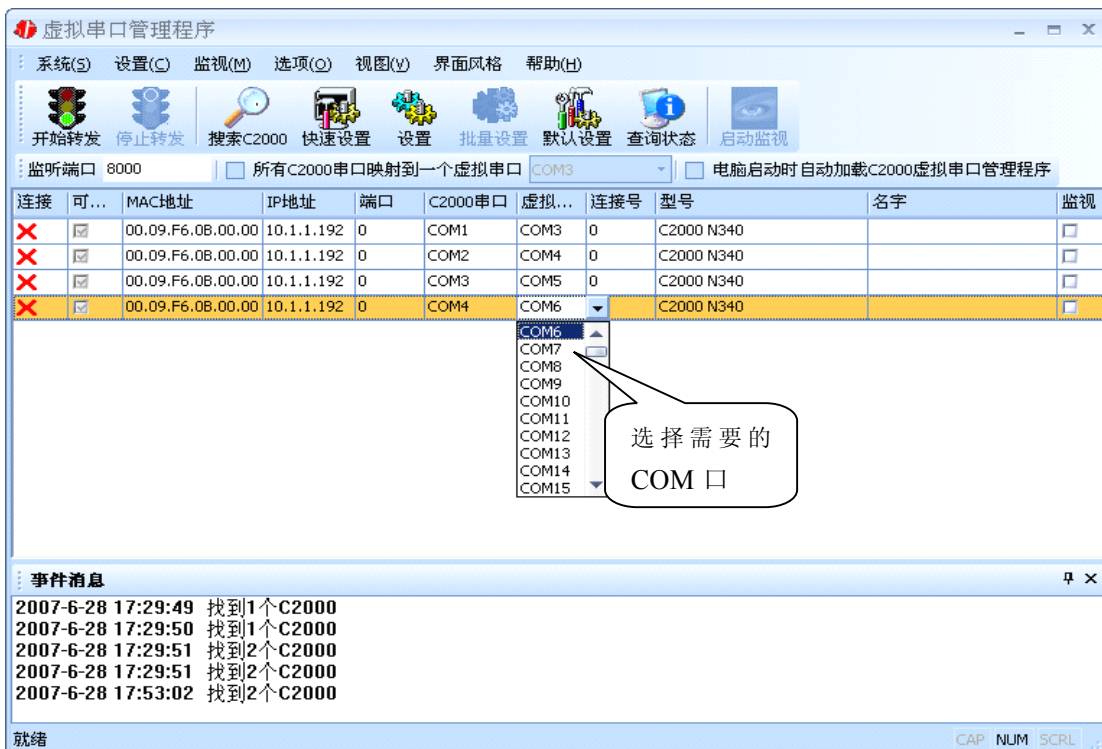 虚拟串口管理程序
系统(S) 设置(C) 监视(M) 选项(O) 视图(V) 界面风格 帮助(H)
开始转发 停止转发 搜索C2000 快速设置 设置 批量设置 默认设置 查询状态 启动监视
监听端口 8000 所有C2000串口映射到一个虚拟串口 COM3 电脑启动时自动加载C2000虚拟串口管理程序
连接 可... MAC地址 IP地址 端口 C2000串口 虚拟... 连接号 型号 名字 监视
00.09.F6.0B.00.00 10.1.1.192 0 COM1 COM3 0 C2000 N340
00.09.F6.0B.00.00 10.1.1.192 0 COM2 COM4 0 C2000 N340
00.09.F6.0B.00.00 10.1.1.192 0 COM3 COM5 0 C2000 N340
00.09.F6.0B.00.00 10.1.1.192 0 COM4 COM6 C2000 N340
COM6
COM7
COM8
COM9
COM10
COM11
COM12
COM13
COM14
COM15
选择需要的
COM 口
事件消息
2007-6-28 17:29:49 找到1个C2000
2007-6-28 17:29:50 找到1个C2000
2007-6-28 17:29:51 找到2个C2000
2007-6-28 17:29:51 找到2个C2000
2007-6-28 17:53:02 找到2个C2000
就绪 CAP NUM SCRL